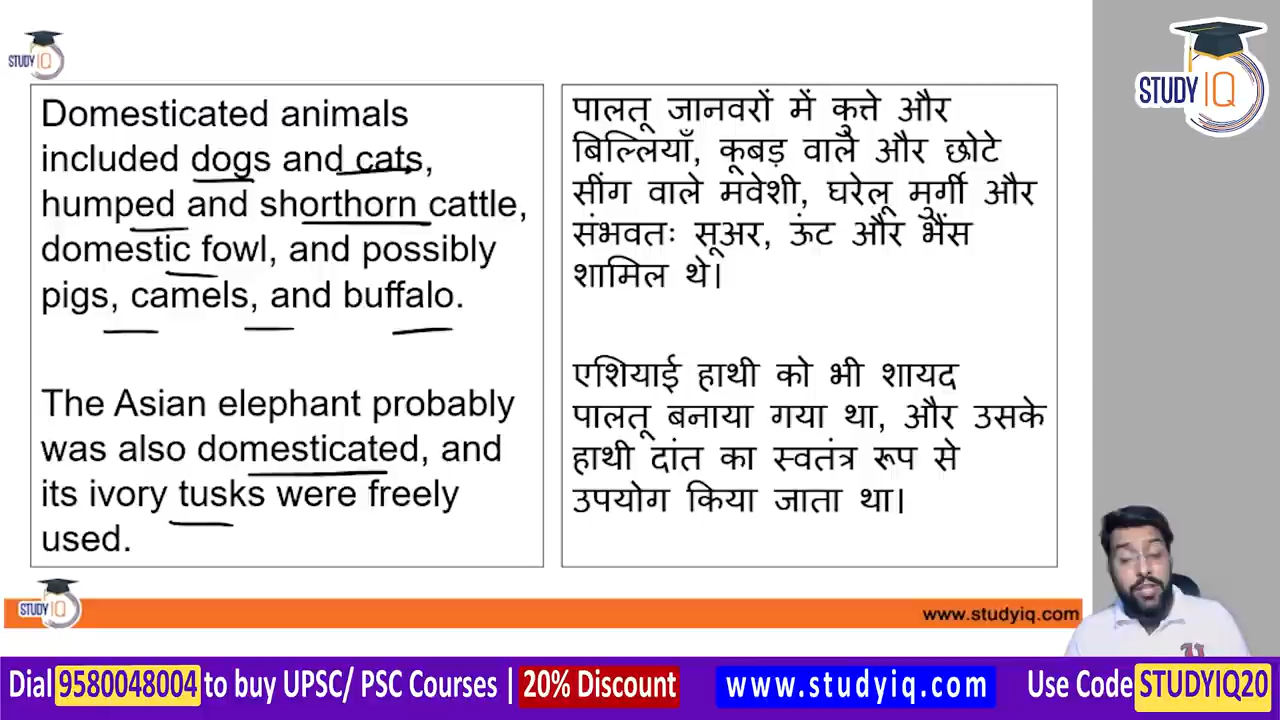 STUDY IQ
STUDY IQ
Domesticated animals
included dogs and cats,
humped and shorthorn cattle,
domestic fowl, and possibly
pigs, camels, and buffalo.
The Asian elephant probably
was also domesticated, and
its ivory tusks were freely
used.
पालतू जानवरों में कुत्ते और
बिल्लियाँ, कूबड़ वाले और छोटे
सींग वाले मवेशी, घरेलू मुर्गी और
संभवतः सूअर, ऊंट और भैंस
शामिल थे।
एशियाई हाथी को भी शायद
पालतू बनाया गया था, और उसके
हाथी दांत का स्वतंत्र रूप से
उपयोग किया जाता था।
STUDY IQ
www.studyiq.com
Dial 9580048004 to buy UPSC/ PSC Courses | 20% Discount www.studyiq.com Use Code STUDYIQ20